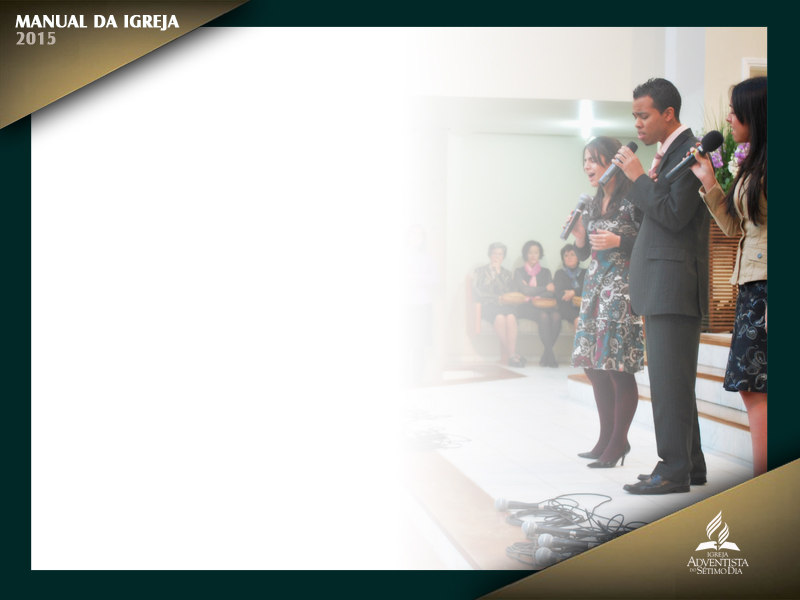 MANUAL DA IGREJA
2015
IGREJA
ADVENTISTA
DO SÉTIMO DIA